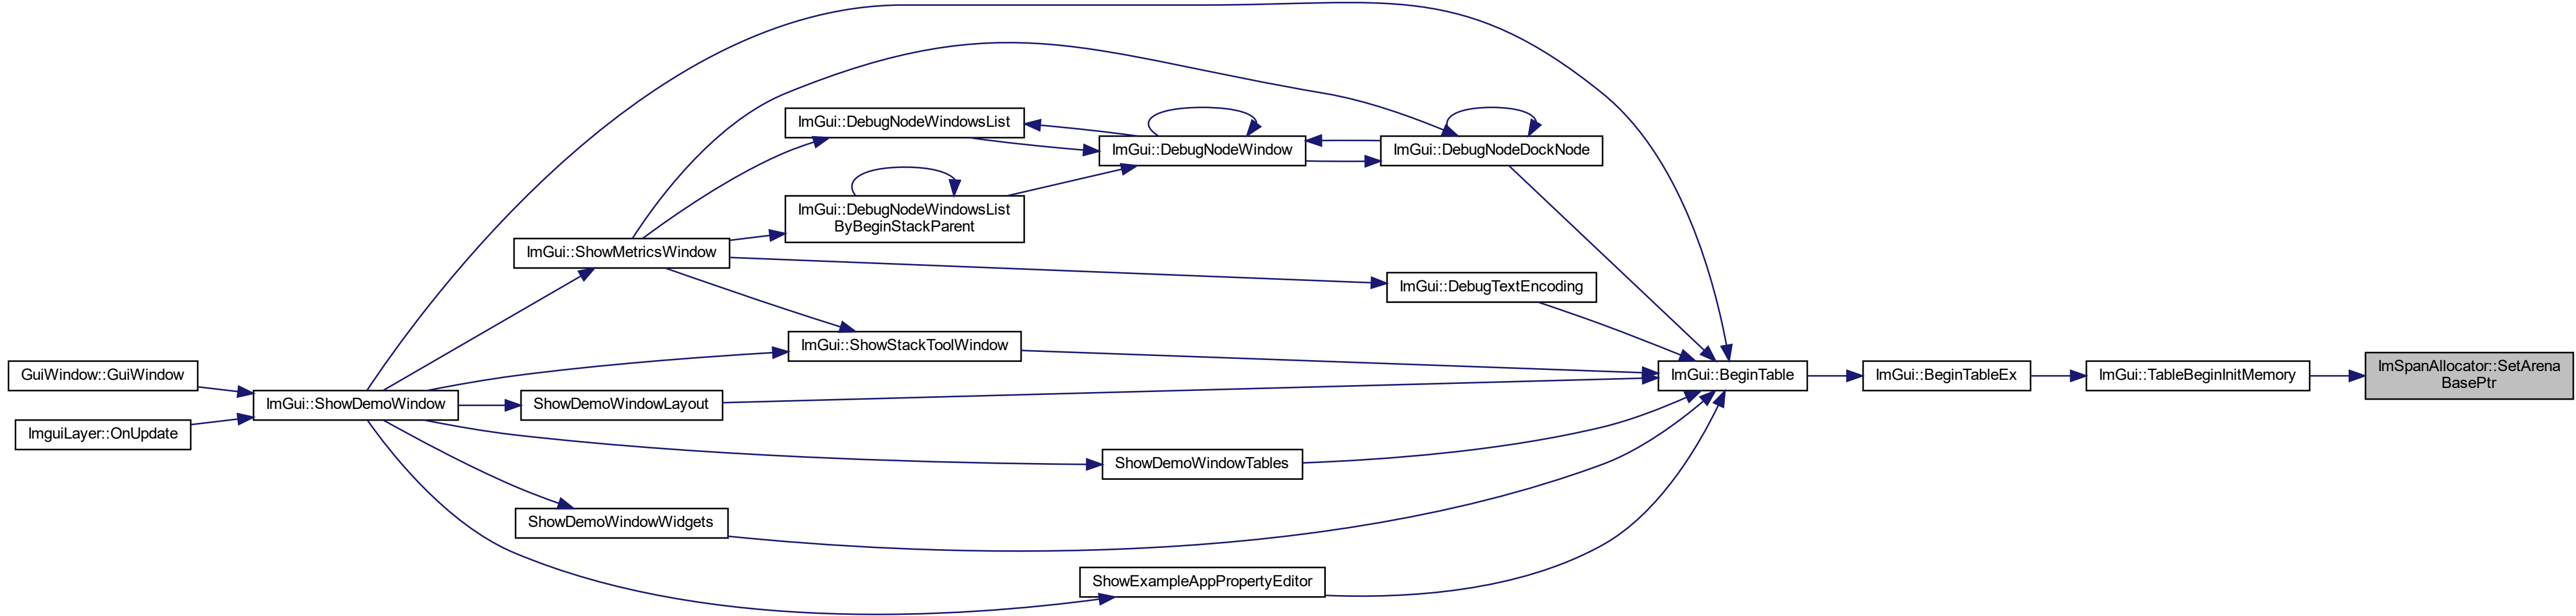 ImGui::DebugNodeWindowsList
ImGui::DebugNodeWindow
ImGui::DebugNodeDockNode
ImGui::DebugNodeWindowsList
ByBeginStackParent
ImGui::ShowMetricsWindow
ImGui::DebugTextEncoding
ImGui::ShowStackToolWindow
GuiWindow::GuiWindow
ImGui::BeginTable
ImGui::BeginTableEx
ImGui::TableBeginInitMemory
ImSpanAllocator::SetArena
BasePtr
ImGui::ShowDemoWindow
ShowDemoWindowLayout
ImguiLayer::OnUpdate
ShowDemoWindowTables
ShowDemoWindowWidgets
ShowExampleAppPropertyEditor